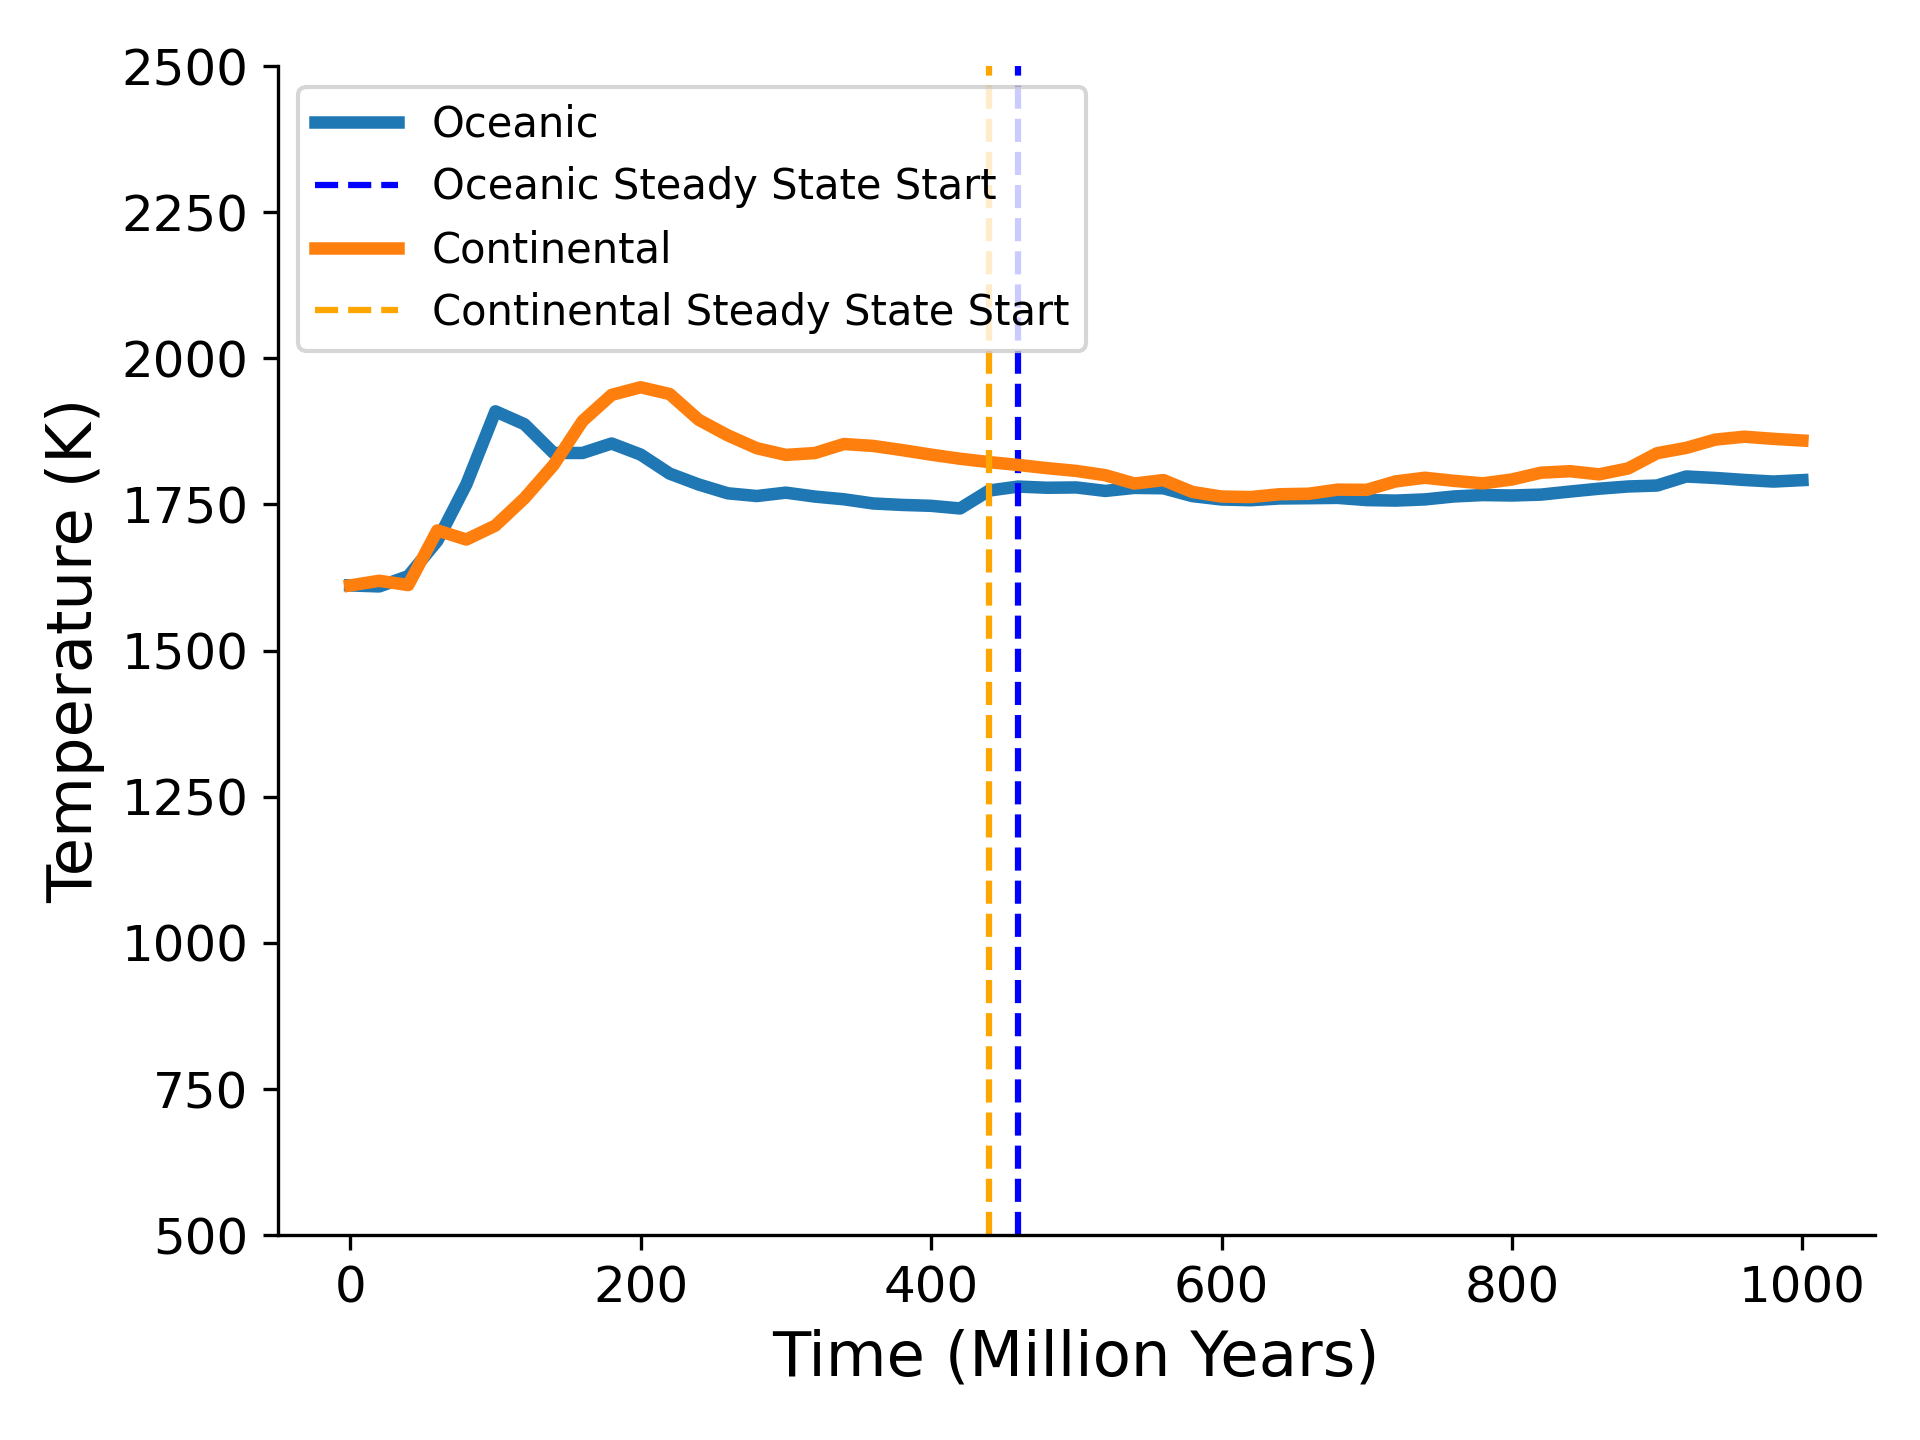 2500
2250
2000
1750
1500
1250
1000
750
500
Temperature (K)
Oceanic
Oceanic Steady State Start
Continental
Continental Steady State Start
0 200 400 600 800 1000
Time (Million Years)